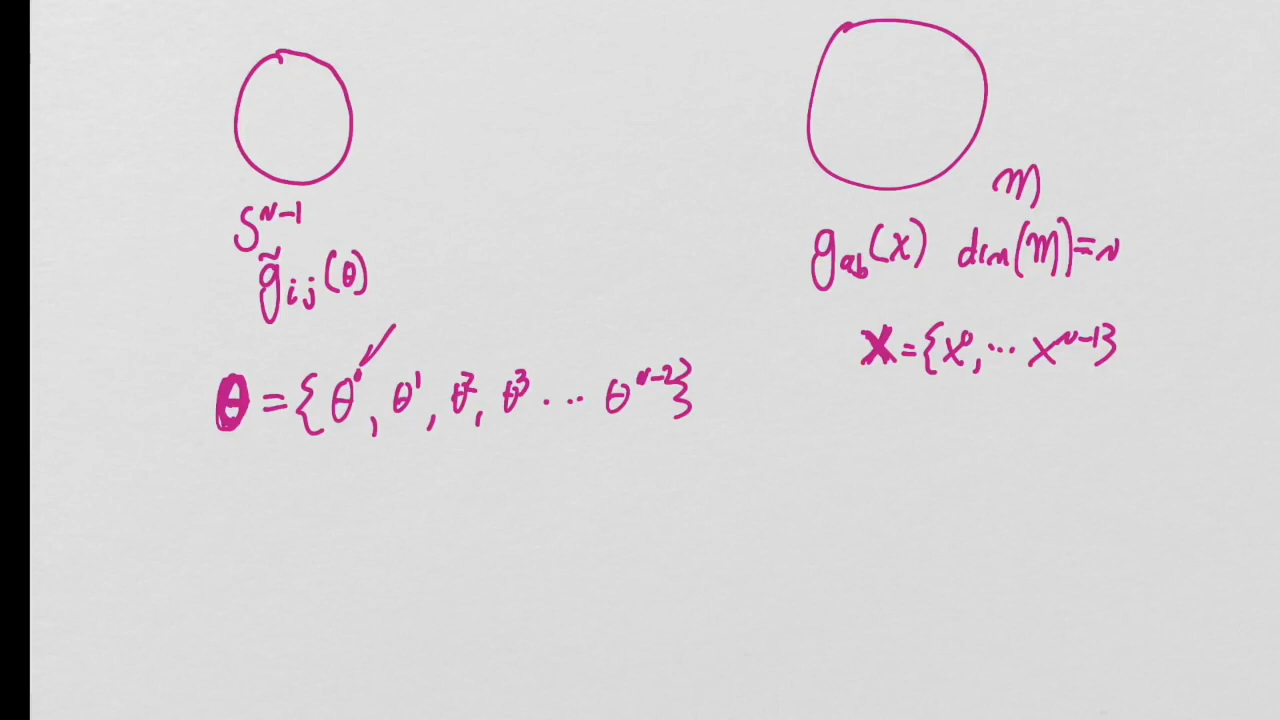 S^{N-1}
g̃_{ij}(θ)
θ = {θ^0, θ^1, θ^2, θ^3 ... θ^{N-2}}
M
g_{ab}(x) dim(M)=N
x = {x^0, ... x^{N-1}}